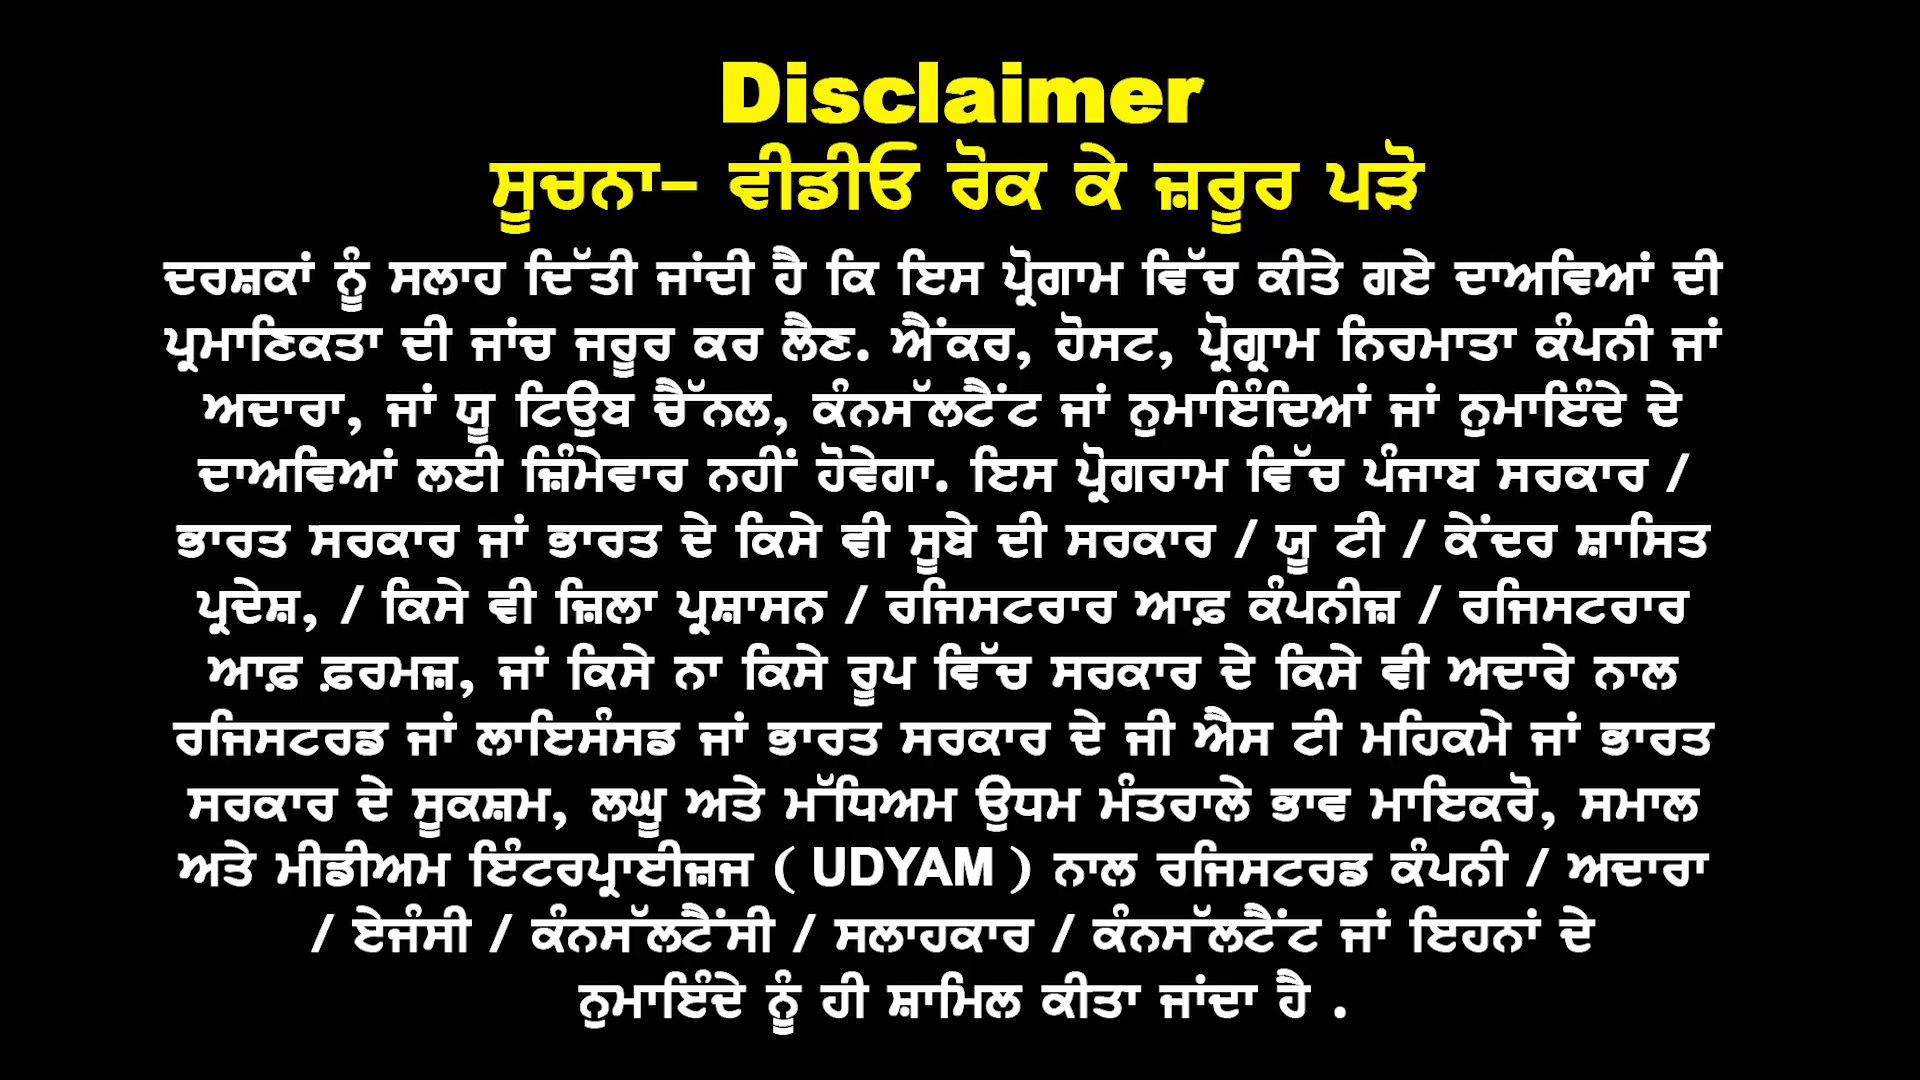 Disclaimer
ਸੂਚਨਾ- ਵੀਡੀਓ ਰੋਕ ਕੇ ਜ਼ਰੂਰ ਪੜੋ
ਦਰਸ਼ਕਾਂ ਨੂੰ ਸਲਾਹ ਦਿੱਤੀ ਜਾਂਦੀ ਹੈ ਕਿ ਇਸ ਪ੍ਰੋਗਾਮ ਵਿੱਚ ਕੀਤੇ ਗਏ ਦਾਅਵਿਆਂ ਦੀ
ਪ੍ਰਮਾਣਿਕਤਾ ਦੀ ਜਾਂਚ ਜਰੂਰ ਕਰ ਲੈਣ. ਐਂਕਰ, ਹੋਸਟ, ਪ੍ਰੋਗ੍ਰਾਮ ਨਿਰਮਾਤਾ ਕੰਪਨੀ ਜਾਂ
ਅਦਾਰਾ, ਜਾਂ ਯੂ ਟਿਊਬ ਚੈੱਨਲ, ਕੰਨਸੱਲਟੈਂਟ ਜਾਂ ਨੁਮਾਇੰਦਿਆਂ ਜਾਂ ਨੁਮਾਇੰਦੇ ਦੇ
ਦਾਅਵਿਆਂ ਲਈ ਜ਼ਿੰਮੇਵਾਰ ਨਹੀਂ ਹੋਵੇਗਾ. ਇਸ ਪ੍ਰੋਗਰਾਮ ਵਿੱਚ ਪੰਜਾਬ ਸਰਕਾਰ /
ਭਾਰਤ ਸਰਕਾਰ ਜਾਂ ਭਾਰਤ ਦੇ ਕਿਸੇ ਵੀ ਸੂਬੇ ਦੀ ਸਰਕਾਰ / ਯੂ ਟੀ / ਕੇਂਦਰ ਸ਼ਾਸਿਤ
ਪ੍ਰਦੇਸ਼, / ਕਿਸੇ ਵੀ ਜ਼ਿਲਾ ਪ੍ਰਸ਼ਾਸਨ / ਰਜਿਸਟਰਾਰ ਆਫ਼ ਕੰਪਨੀਜ਼ / ਰਜਿਸਟਰਾਰ
ਆਫ਼ ਫ਼ਰਮਜ਼, ਜਾਂ ਕਿਸੇ ਨਾ ਕਿਸੇ ਰੂਪ ਵਿੱਚ ਸਰਕਾਰ ਦੇ ਕਿਸੇ ਵੀ ਅਦਾਰੇ ਨਾਲ
ਰਜਿਸਟਰਡ ਜਾਂ ਲਾਇਸੰਸਡ ਜਾਂ ਭਾਰਤ ਸਰਕਾਰ ਦੇ ਜੀ ਐਸ ਟੀ ਮਹਿਕਮੇ ਜਾਂ ਭਾਰਤ
ਸਰਕਾਰ ਦੇ ਸੂਕਸ਼ਮ, ਲਘੂ ਅਤੇ ਮੱਧਿਅਮ ਉਧਮ ਮੰਤਰਾਲੇ ਭਾਵ ਮਾਇਕਰੋ, ਸਮਾਲ
ਅਤੇ ਮੀਡੀਅਮ ਇੰਟਰਪ੍ਰਾਈਜ਼ਜ ( UDYAM ) ਨਾਲ ਰਜਿਸਟਰਡ ਕੰਪਨੀ / ਅਦਾਰਾ
/ ਏਜੰਸੀ / ਕੰਨਸੱਲਟੈਂਸੀ / ਸਲਾਹਕਾਰ / ਕੰਨਸੱਲਟੈਂਟ ਜਾਂ ਇਹਨਾਂ ਦੇ
ਨੁਮਾਇੰਦੇ ਨੂੰ ਹੀ ਸ਼ਾਮਿਲ ਕੀਤਾ ਜਾਂਦਾ ਹੈ .